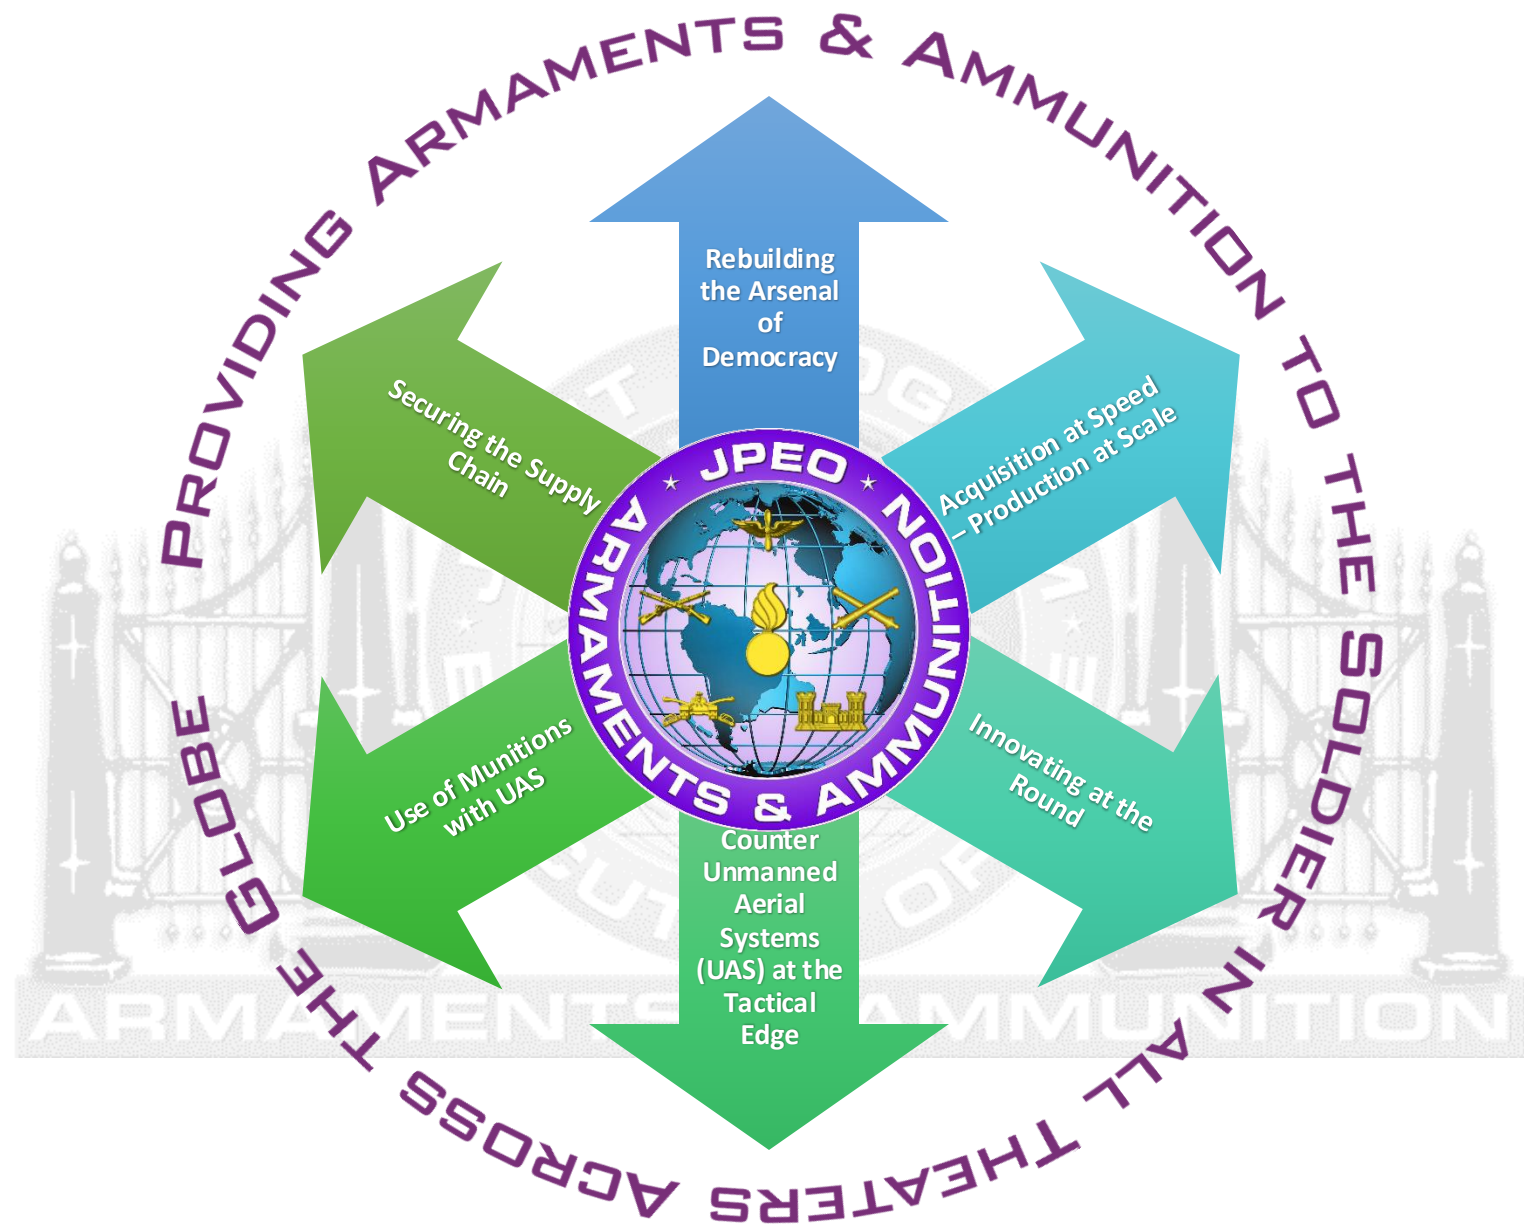 PROVIDING ARMAMENTS & AMMUNITION TO THE SOLDIER IN ALL THEATERS ACROSS THE GLOBE
Rebuilding
the Arsenal
of
Democracy
Acquisition at Speed
– Production at Scale
Innovating at the
Round
Counter
Unmanned
Aerial
Systems
(UAS) at the
Tactical
Edge
Use of Munitions
with UAS
Securing the Supply
Chain
JPEO
ARMAMENTS & AMMUNITION
ARMAMENTS AMMUNITION